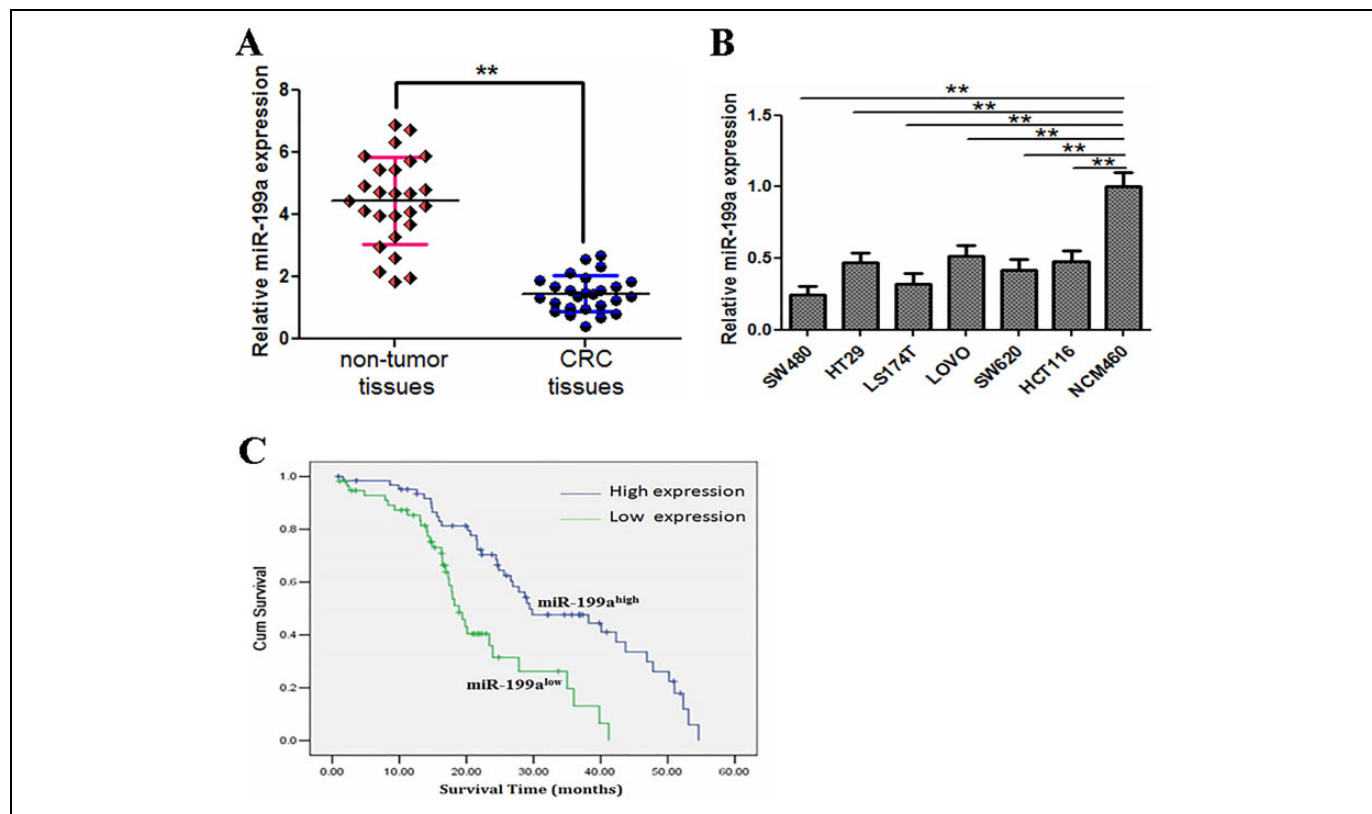 A
**
Relative miR-199a expression
8
6
4
2
0
non-tumor
tissues
CRC
tissues
B
**
**
**
**
**
**
Relative miR-199a expression
1.5
1.0
0.5
0.0
SW480
HT29
LS174T
LOVO
SW620
HCT116
NCM460
C
Cum Survival
1.0
0.8
0.6
0.4
0.2
0.0
High expression
Low expression
miR-199ahigh
miR-199alow
0.00
10.00
20.00
30.00
40.00
50.00
60.00
Survival Time (months)